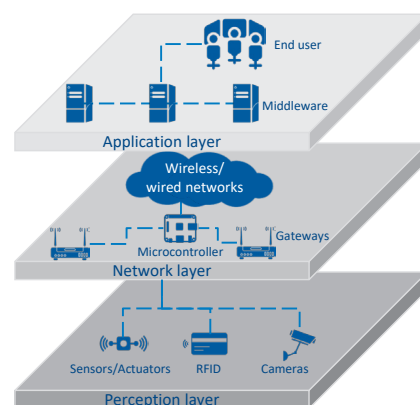 End user
Middleware
Application layer
Wireless/
wired networks
Gateways
Microcontroller
Network layer
Sensors/Actuators
RFID
Cameras
Perception layer